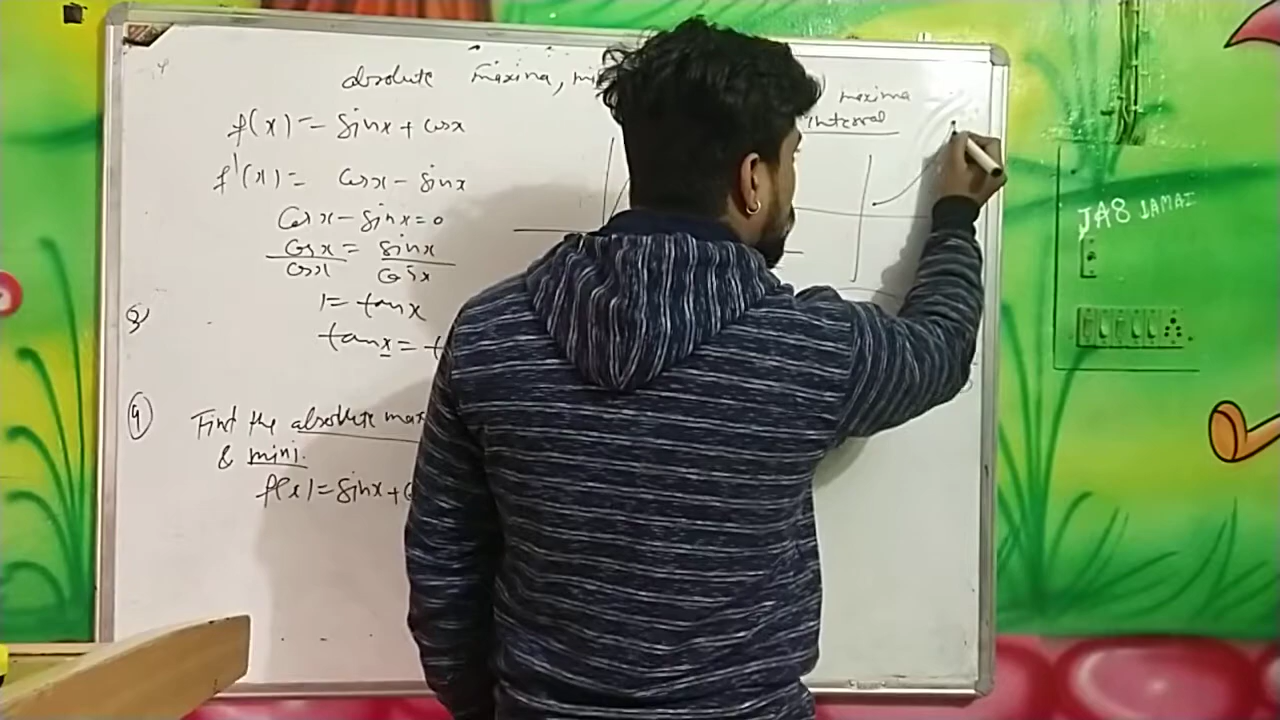 absolute maxima,
maxima
interval
f(x) = sinx + cosx
f'(x) = cosx - sinx
cosx - sinx = 0
cosx = sinx
cosx cosx
1 = tanx
tanx =
Q
9
Find the absolute max
& mini.
f(x) = sinx +
JA8 JAMAI